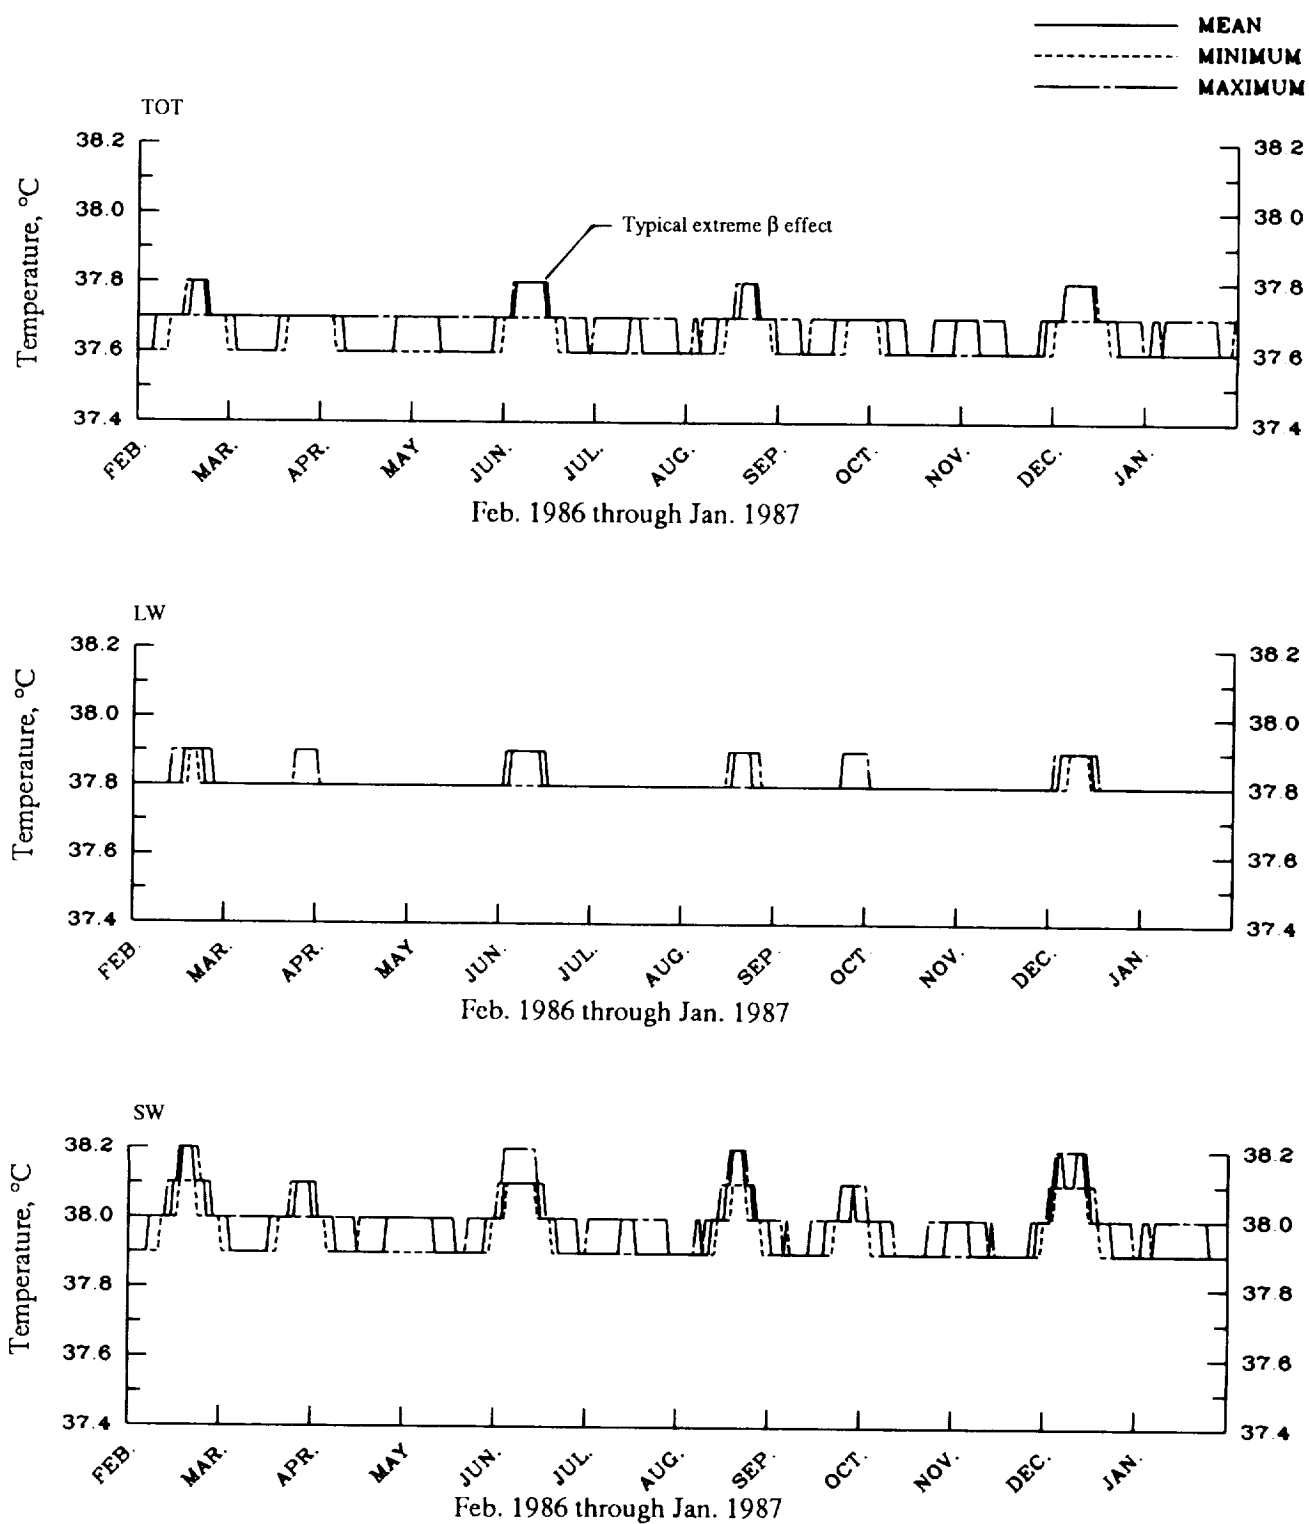 MEAN
MINIMUM
MAXIMUM
TOT
38.2
38.0
37.8
37.6
37.4
Temperature, °C
Typical extreme β effect
38 2
38 0
37.8
37.6
37.4
FEB. MAR. APR. MAY JUN. JUL. AUG. SEP. OCT. NOV. DEC. JAN.
Feb. 1986 through Jan. 1987
LW
38.2
38.0
37.8
37.6
37.4
Temperature, °C
38.2
38.0
37.8
37.6
37.4
FEB. MAR. APR. MAY JUN. JUL. AUG. SEP. OCT. NOV. DEC. JAN.
Feb. 1986 through Jan. 1987
SW
38.2
38.0
37.8
37.6
37.4
Temperature, °C
38.2
38.0
37.8
37.6
37.4
FEB. MAR. APR. MAY JUN. JUL. AUG. SEP. OCT. NOV. DEC. JAN.
Feb. 1986 through Jan. 1987